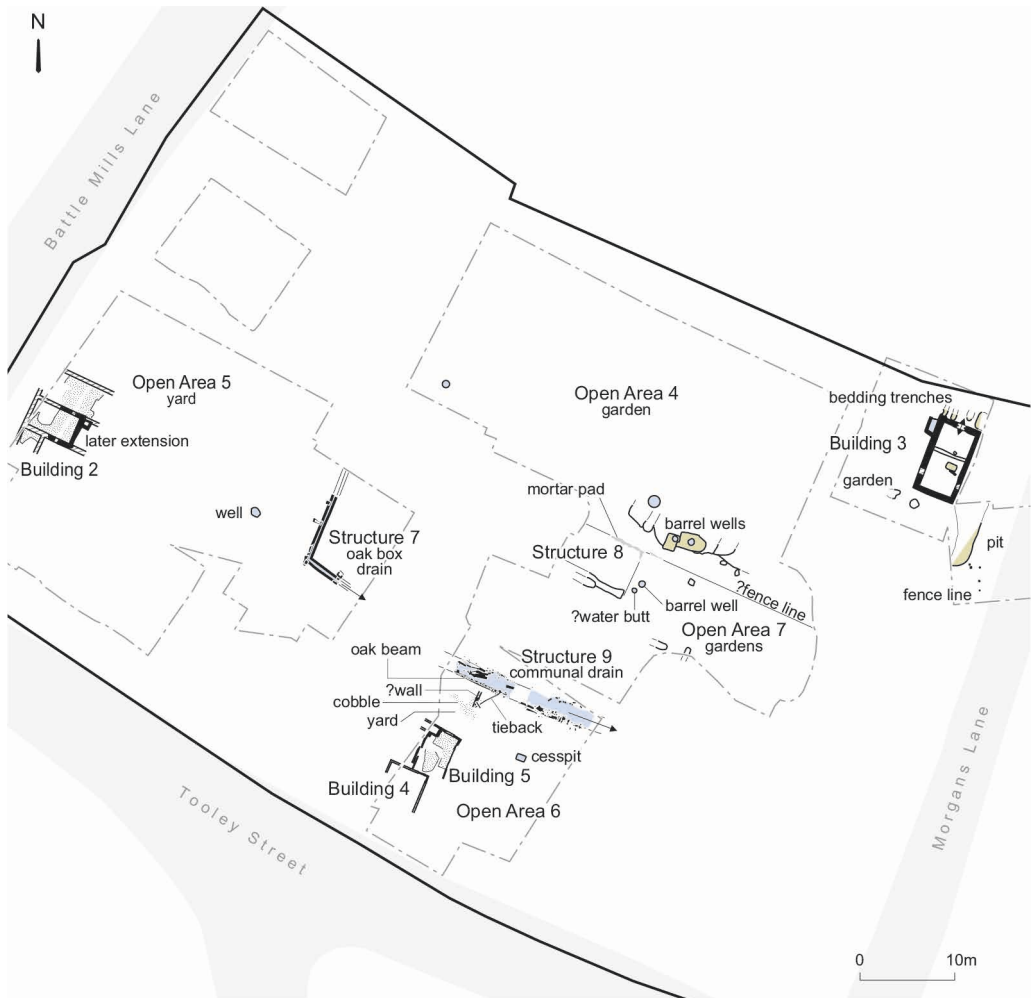 N
Battle Mills Lane
Open Area 5
yard
later extension
Building 2
well
Structure 7
oak box
drain
Open Area 4
garden
bedding trenches
Building 3
garden
pit
fence line
mortar pad
barrel wells
Structure 8
?fence line
?water butt
barrel well
Open Area 7
gardens
oak beam
Structure 9
communal drain
?wall
cobble
yard
tieback
cesspit
Building 5
Building 4
Open Area 6
Tooley Street
Morgans Lane
0 10m